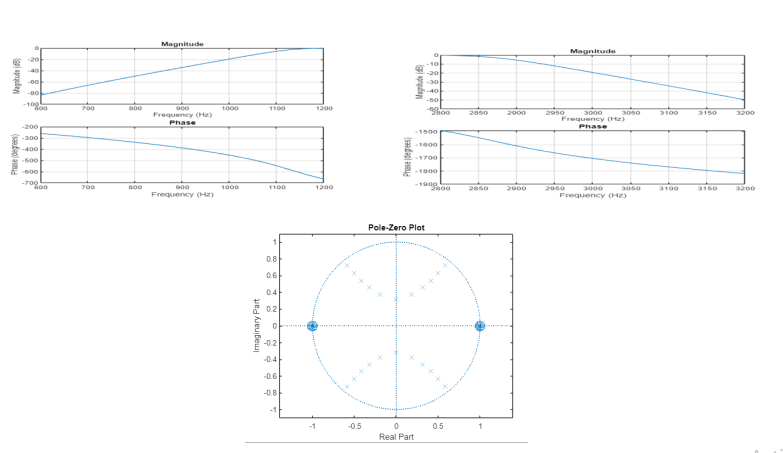 Magnitude
Magnitude (dB)
0
-20
-40
-60
-80
-100
600 700 800 900 1000 1100 1200
Frequency (Hz)
Phase
Phase (degrees)
-200
-300
-400
-500
-600
-700
600 700 800 900 1000 1100 1200
Frequency (Hz)
Magnitude
Magnitude (dB)
0
-10
-20
-30
-40
-50
-60
2800 2850 2900 2950 3000 3050 3100 3150 3200
Frequency (Hz)
Phase
Phase (degrees)
-1500
-1600
-1700
-1800
-1900
2800 2850 2900 2950 3000 3050 3100 3150 3200
Frequency (Hz)
Pole-Zero Plot
Imaginary Part
1
0.8
0.6
0.4
0.2
0
-0.2
-0.4
-0.6
-0.8
-1
-1 -0.5 0 0.5 1
Real Part